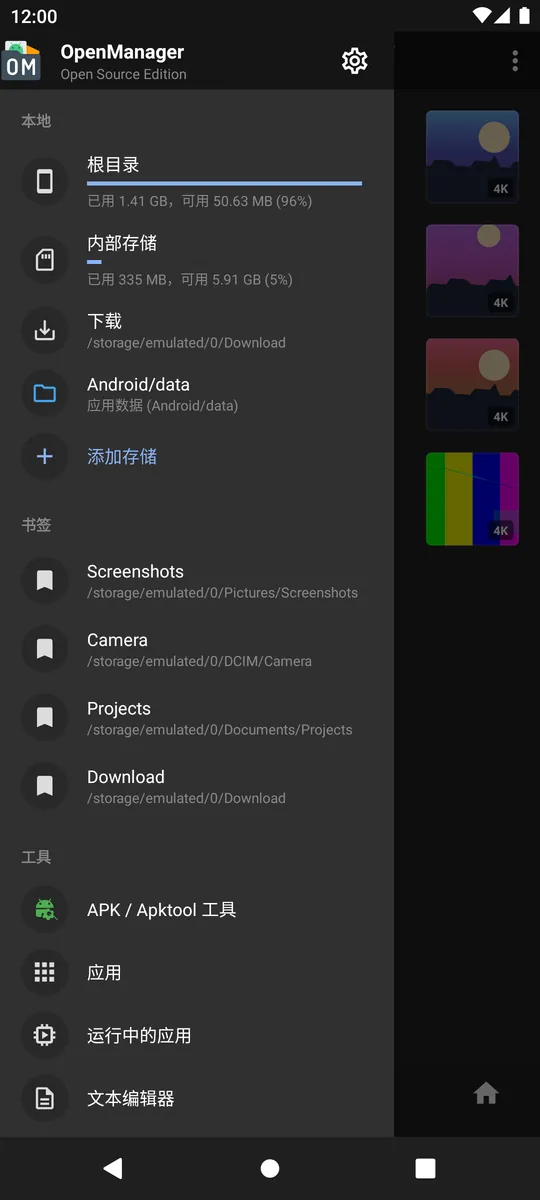 12:00
OpenManager
Open Source Edition
OM
本地
根目录
已用 1.41 GB，可用 50.63 MB (96%)
内部存储
已用 335 MB，可用 5.91 GB (5%)
下载
/storage/emulated/0/Download
Android/data
应用数据 (Android/data)
添加存储
书签
Screenshots
/storage/emulated/0/Pictures/Screenshots
Camera
/storage/emulated/0/DCIM/Camera
Projects
/storage/emulated/0/Documents/Projects
Download
/storage/emulated/0/Download
工具
APK / Apktool 工具
应用
运行中的应用
文本编辑器
4K
4K
4K
4K